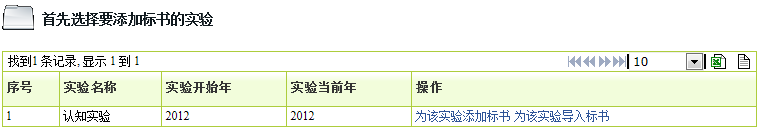 首先选择要添加标书的实验
找到1 条记录, 显示 1 到 1 10
序号 实验名称 实验开始年 实验当前年 操作
1 认知实验 2012 2012 为该实验添加标书 为该实验导入标书